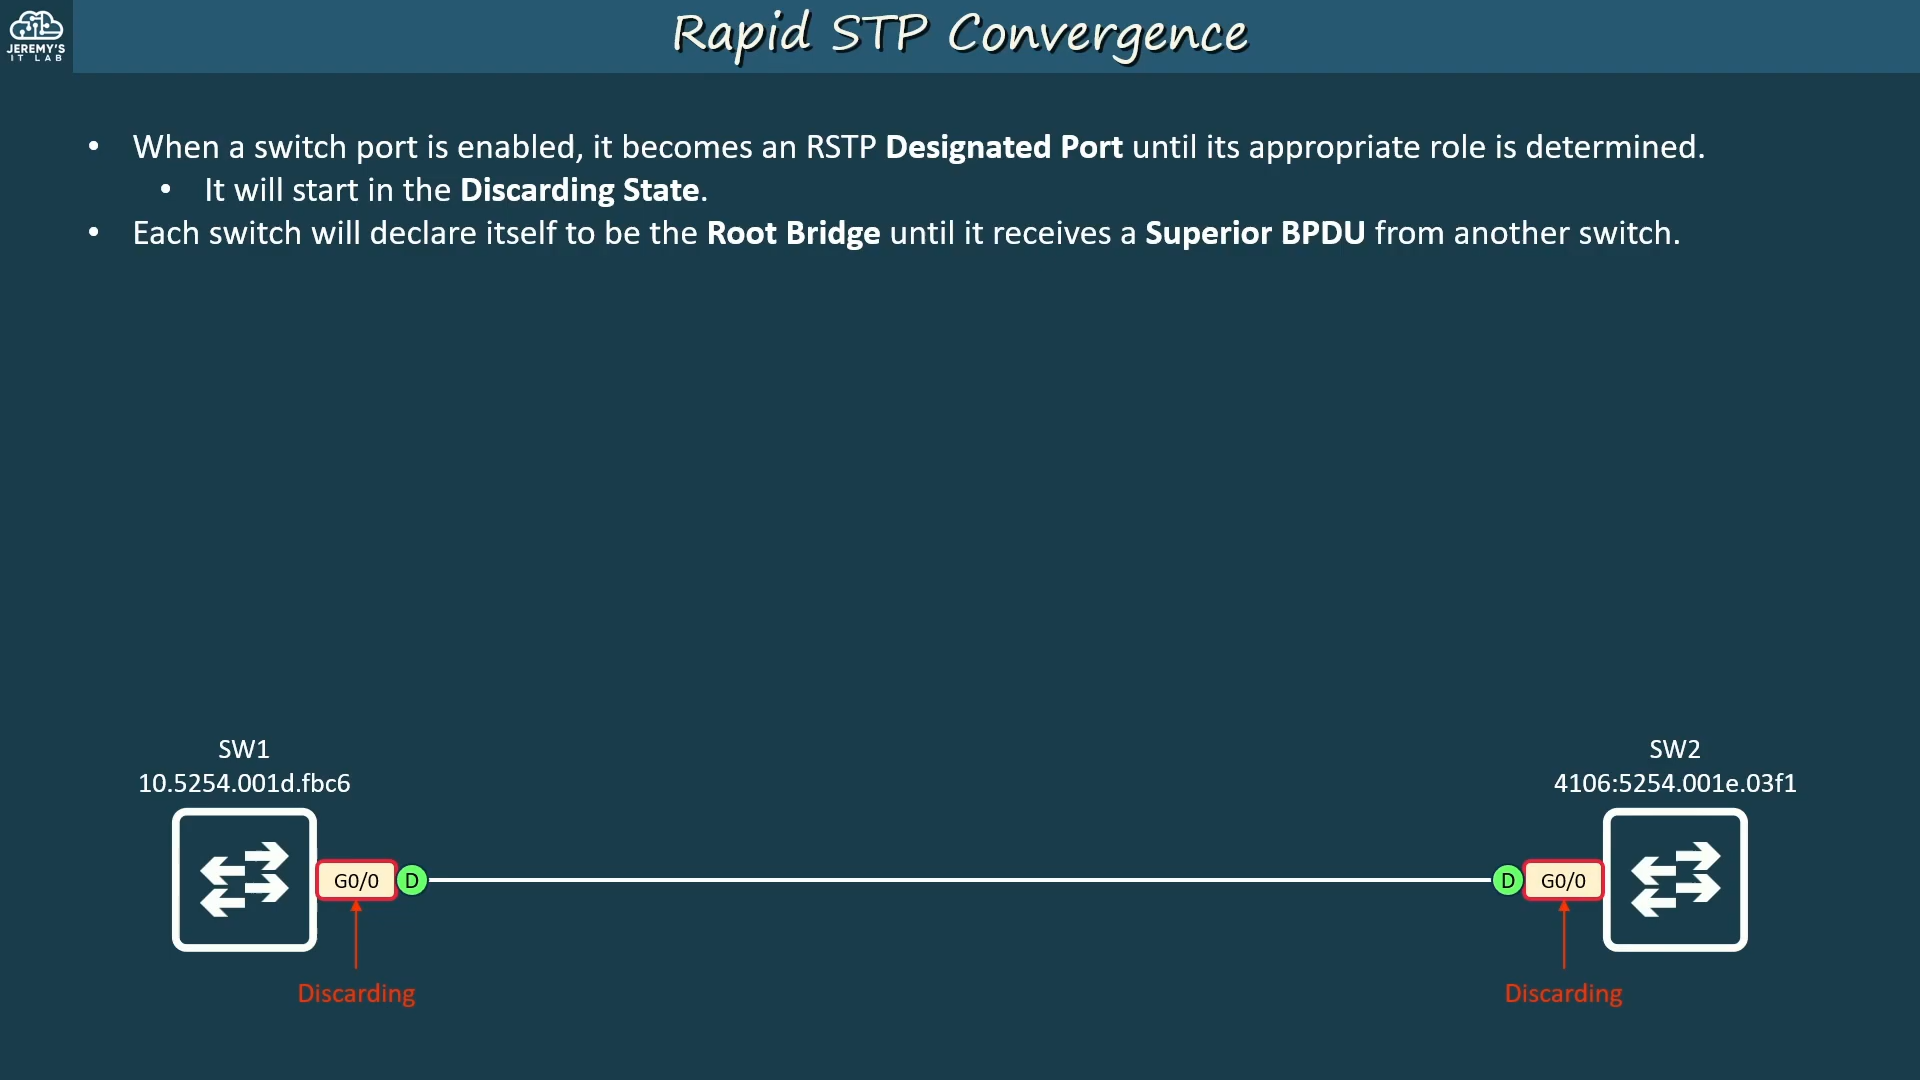 JEREMY'S
IT LAB
Rapid STP Convergence
• When a switch port is enabled, it becomes an RSTP Designated Port until its appropriate role is determined.
• It will start in the Discarding State.
• Each switch will declare itself to be the Root Bridge until it receives a Superior BPDU from another switch.
SW1
10.5254.001d.fbc6
SW2
4106:5254.001e.03f1
G0/0 D
D G0/0
Discarding
Discarding